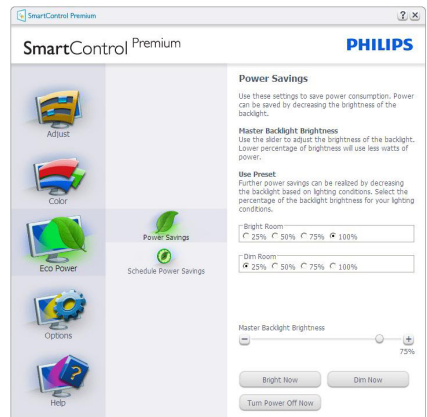 SmartControl Premium
SmartControl Premium
PHILIPS
Adjust
Color
Eco Power
Options
Help
Power Savings
Schedule Power Savings
Power Savings
Use these settings to save power consumption. Power
can be saved by decreasing the brightness of the
backlight.
Master Backlight Brightness
Use the slider to adjust the brightness of the backlight.
Lower percentage of brightness will use less watts of
power.
Use Preset
Further power savings can be realized by decreasing
the backlight based on lighting conditions. Select the
percentage of the backlight brightness for your lighting
conditions.
Bright Room
25% 50% 75% 100%
Dim Room
25% 50% 75% 100%
Master Backlight Brightness
75%
Bright Now Dim Now
Turn Power Off Now